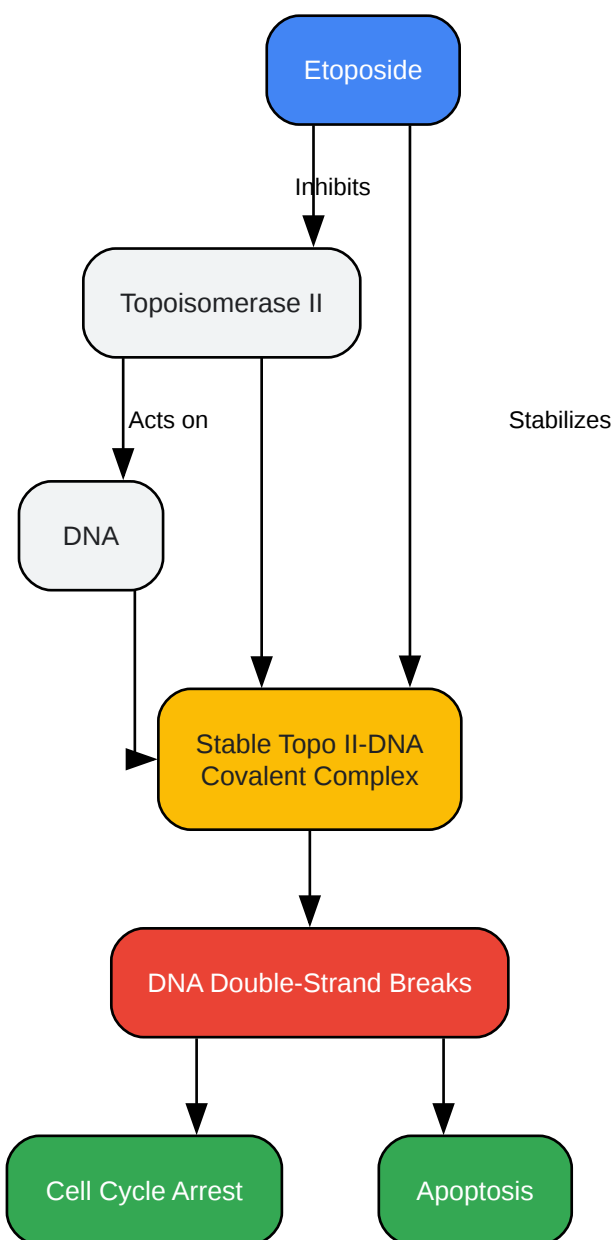 Etoposide
Inhibits
Topoisomerase II
Acts on
Stabilizes
DNA
Stable Topo II-DNA
Covalent Complex
DNA Double-Strand Breaks
Cell Cycle Arrest
Apoptosis